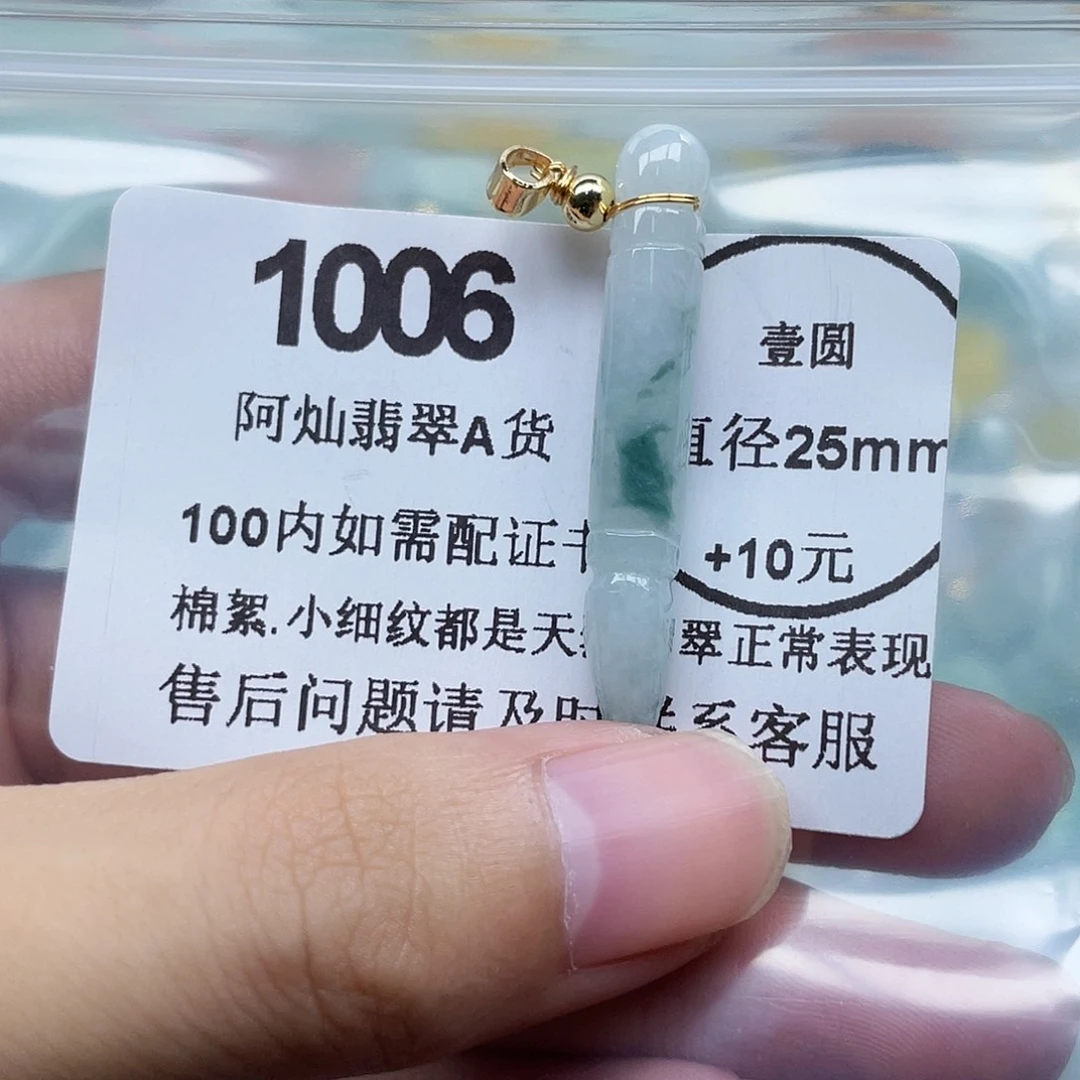 1006
阿灿翡翠A货
100内如需配证
棉絮.小细纹都是天 翠正常表现
售后问题请及时 系客服
壹圆
直径25mm
+10元